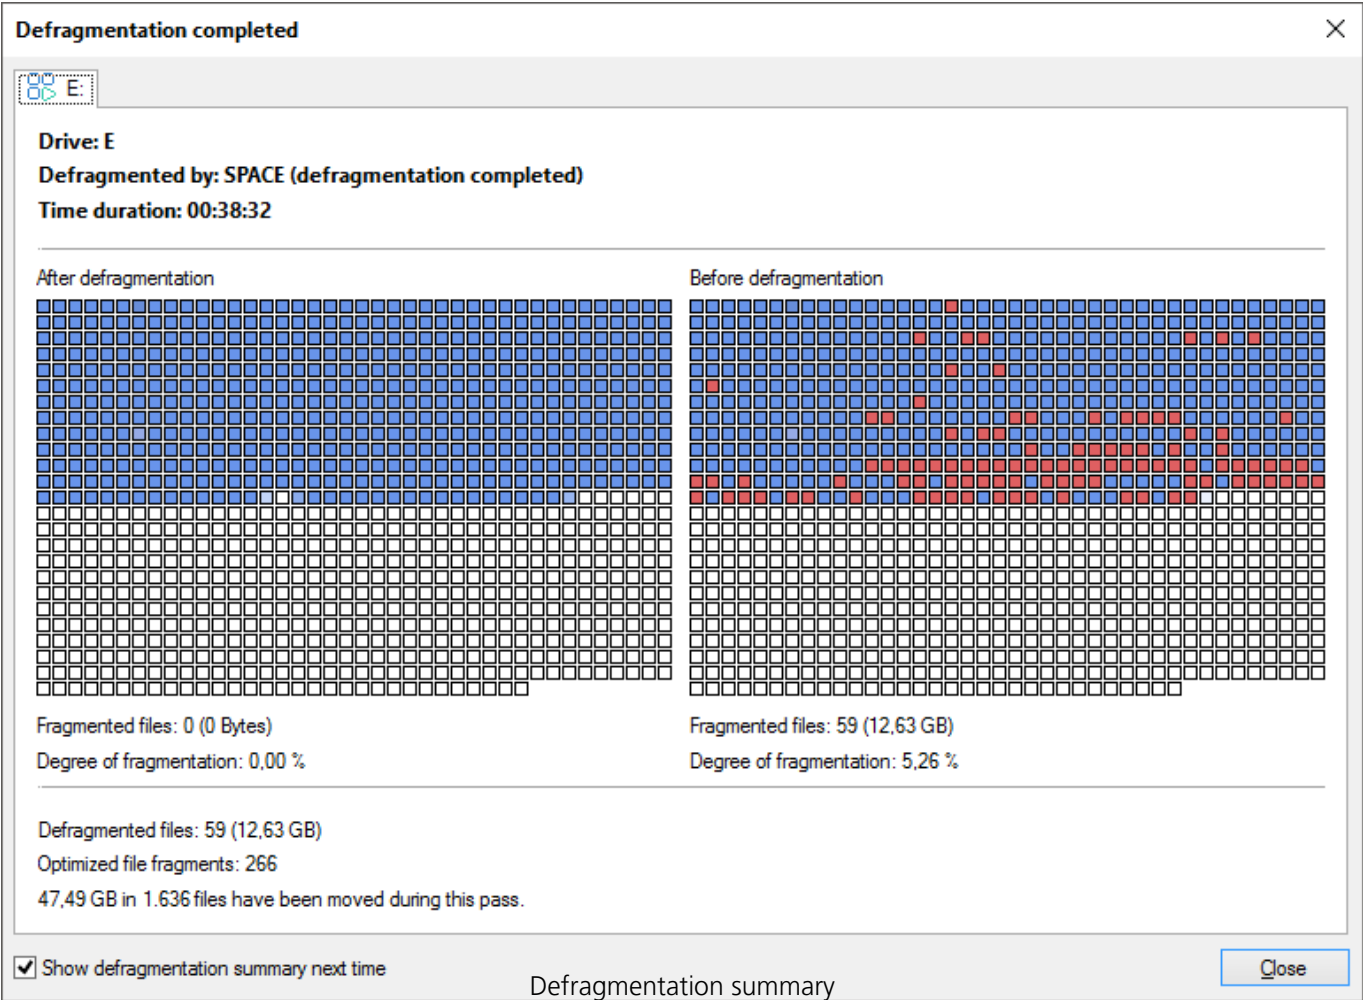 Defragmentation completed
E:
Drive: E
Defragmented by: SPACE (defragmentation completed)
Time duration: 00:38:32
After defragmentation
Before defragmentation
Fragmented files: 0 (0 Bytes)
Fragmented files: 59 (12,63 GB)
Degree of fragmentation: 0,00 %
Degree of fragmentation: 5,26 %
Defragmented files: 59 (12,63 GB)
Optimized file fragments: 266
47,49 GB in 1.636 files have been moved during this pass.
Show defragmentation summary next time
Close
Defragmentation summary